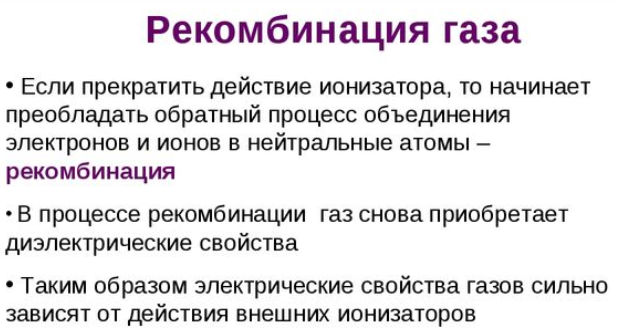 Рекомбинация газа
• Если прекратить действие ионизатора, то начинает
преобладать обратный процесс объединения
электронов и ионов в нейтральные атомы –
рекомбинация
• В процессе рекомбинации газ снова приобретает
диэлектрические свойства
• Таким образом электрические свойства газов сильно
зависят от действия внешних ионизаторов